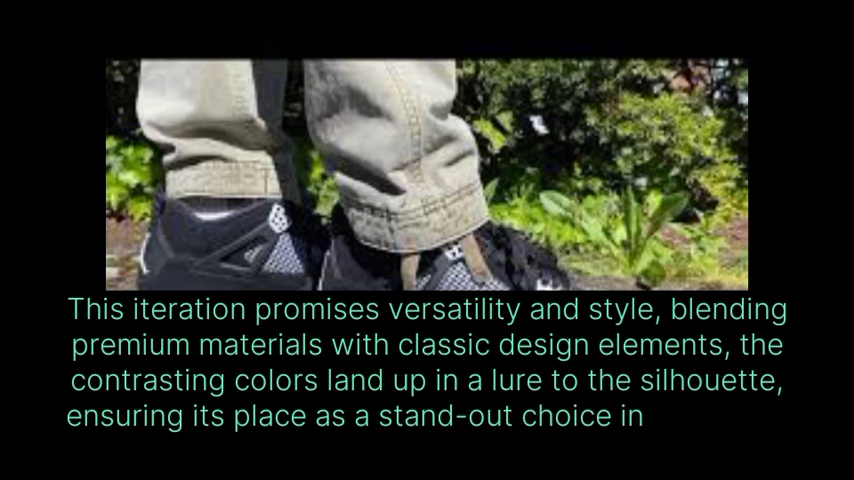 This iteration promises versatility and style, blending
premium materials with classic design elements, the
contrasting colors land up in a lure to the silhouette,
ensuring its place as a stand-out choice in